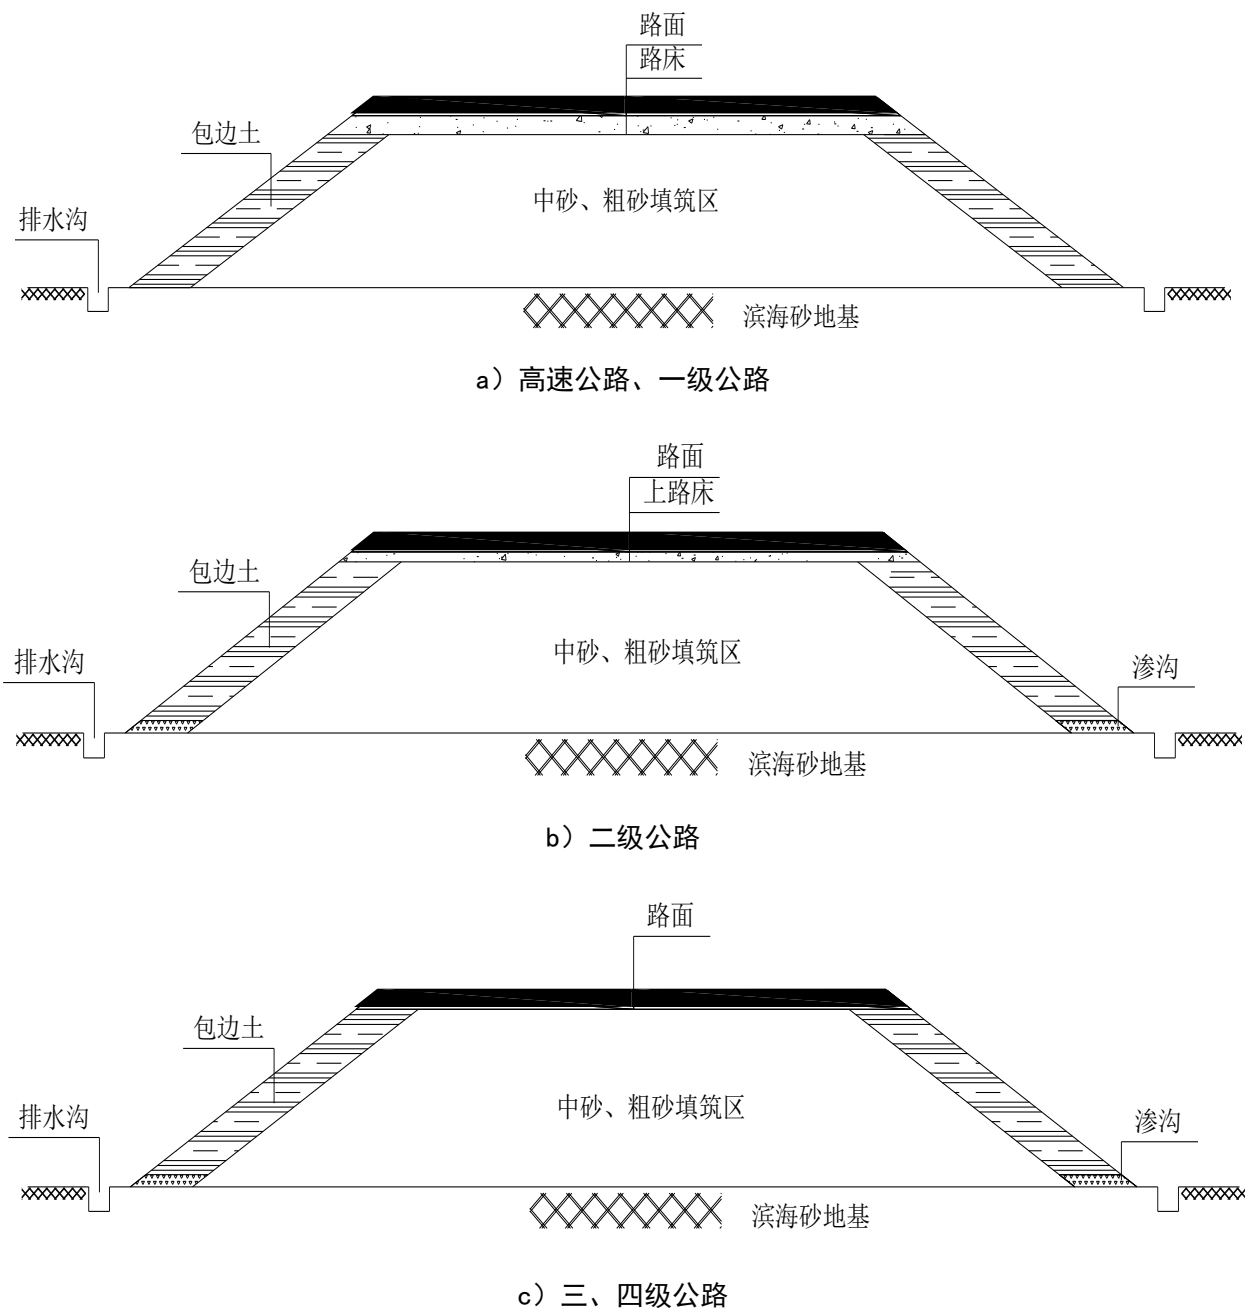 路面
路床
包边土
排水沟
中砂、粗砂填筑区
滨海砂地基
a）高速公路、一级公路
路面
上路床
包边土
排水沟
中砂、粗砂填筑区
渗沟
滨海砂地基
b）二级公路
路面
包边土
排水沟
中砂、粗砂填筑区
渗沟
滨海砂地基
c）三、四级公路